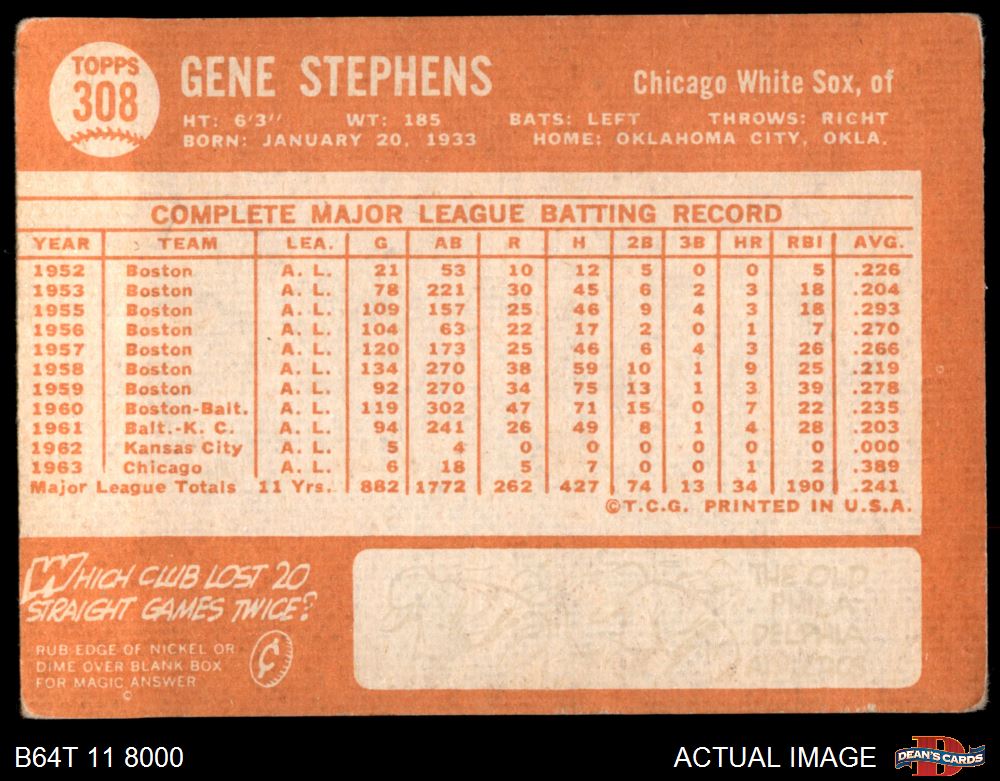 TOPPS
308
GENE STEPHENS
Chicago White Sox, of
HT: 6'3" WT: 185 BATS: LEFT THROWS: RIGHT
BORN: JANUARY 20, 1933 HOME: OKLAHOMA CITY, OKLA.
COMPLETE MAJOR LEAGUE BATTING RECORD
YEAR TEAM LEA. G AB R H 2B 3B HR RBI AVG.
1952 Boston A. L. 21 53 10 12 5 0 0 5 .226
1953 Boston A. L. 78 221 30 45 6 2 3 18 .204
1955 Boston A. L. 109 157 25 46 9 4 3 18 .293
1956 Boston A. L. 104 63 22 17 2 0 1 7 .270
1957 Boston A. L. 120 173 25 46 6 4 3 26 .266
1958 Boston A. L. 134 270 38 59 10 1 9 25 .219
1959 Boston A. L. 92 270 34 75 13 1 3 39 .278
1960 Boston-Balt. A. L. 119 302 47 71 15 0 7 22 .235
1961 Balt.-K. C. A. L. 94 241 26 49 8 1 4 28 .203
1962 Kansas City A. L. 5 4 0 0 0 0 0 0 .000
1963 Chicago A. L. 6 18 5 7 0 0 1 2 .389
Major League Totals 11 Yrs. 882 1772 262 427 74 13 34 190 .241
©T.C.G. PRINTED IN U.S.A.
WHICH CLUB LOST 20
STRAIGHT GAMES TWICE?
RUB EDGE OF NICKEL OR
DIME OVER BLANK BOX
FOR MAGIC ANSWER
¢
THE OLD
PHILA-
DELPHIA
ATHLETICS
B64T 11 8000
ACTUAL IMAGE
D
DEAN'S CARDS